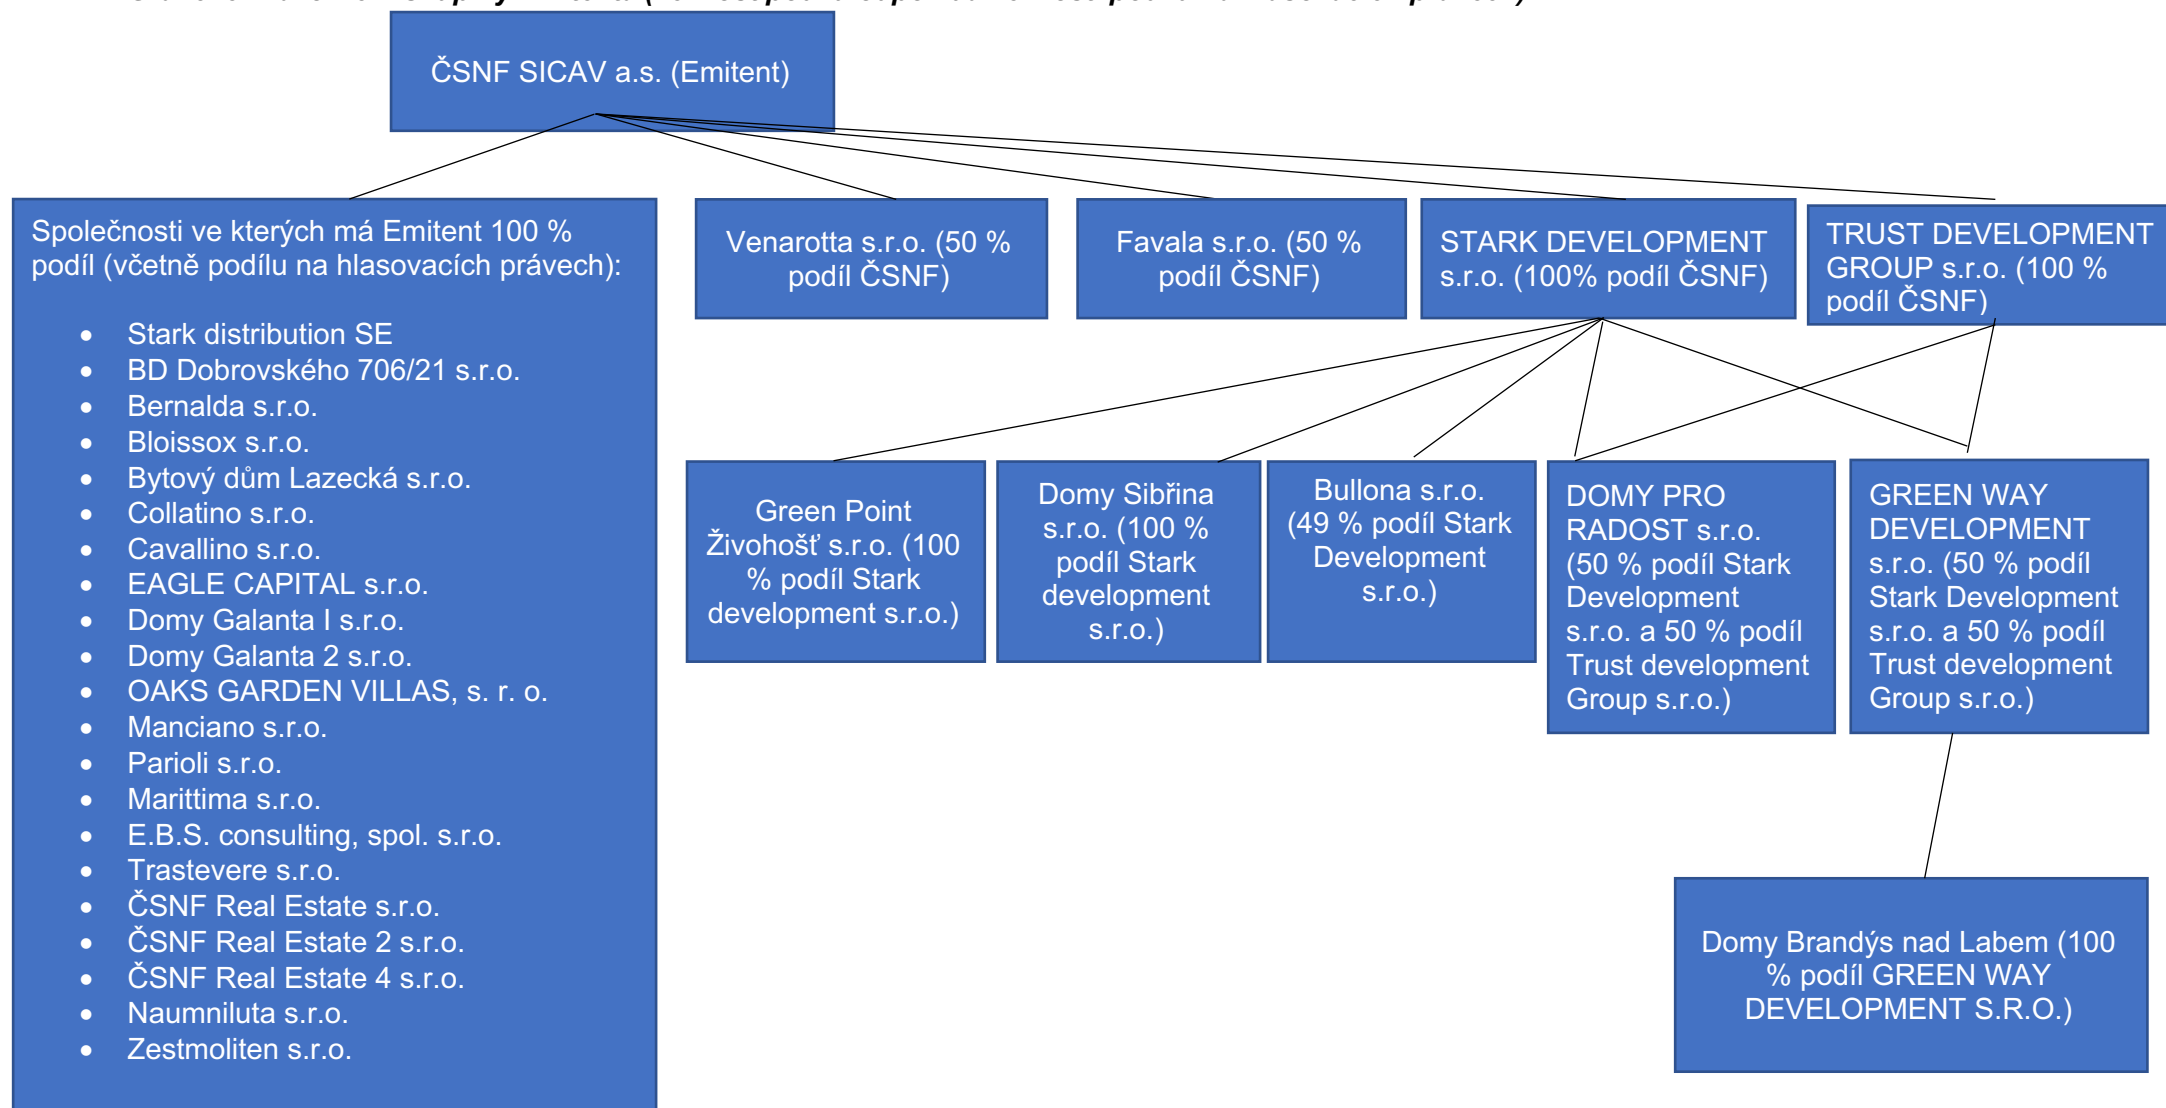 ČSNF SICAV a.s. (Emitent)
Společnosti ve kterých má Emitent 100 %
podíl (včetně podílu na hlasovacích právech):
• Stark distribution SE
• BD Dobrovského 706/21 s.r.o.
• Bernalda s.r.o.
• Bloissox s.r.o.
• Bytový dům Lazecká s.r.o.
• Collatino s.r.o.
• Cavallino s.r.o.
• EAGLE CAPITAL s.r.o.
• Domy Galanta I s.r.o.
• Domy Galanta 2 s.r.o.
• OAKS GARDEN VILLAS, s. r. o.
• Manciano s.r.o.
• Parioli s.r.o.
• Marittima s.r.o.
• E.B.S. consulting, spol. s.r.o.
• Trastevere s.r.o.
• ČSNF Real Estate s.r.o.
• ČSNF Real Estate 2 s.r.o.
• ČSNF Real Estate 4 s.r.o.
• Naumniluta s.r.o.
• Zestmoliten s.r.o.
Venarotta s.r.o. (50 %
podíl ČSNF)
Favala s.r.o. (50 %
podíl ČSNF)
STARK DEVELOPMENT
s.r.o. (100% podíl ČSNF)
TRUST DEVELOPMENT
GROUP s.r.o. (100 %
podíl ČSNF)
Green Point
Živohošť s.r.o. (100
% podíl Stark
development s.r.o.)
Domy Sibřina
s.r.o. (100 %
podíl Stark
development
s.r.o.)
Bullona s.r.o.
(49 % podíl Stark
Development
s.r.o.)
DOMY PRO
RADOST s.r.o.
(50 % podíl Stark
Development
s.r.o. a 50 % podíl
Trust development
Group s.r.o.)
GREEN WAY
DEVELOPMENT
s.r.o. (50 % podíl
Stark Development
s.r.o. a 50 % podíl
Trust development
Group s.r.o.)
Domy Brandýs nad Labem (100
% podíl GREEN WAY
DEVELOPMENT S.R.O.)